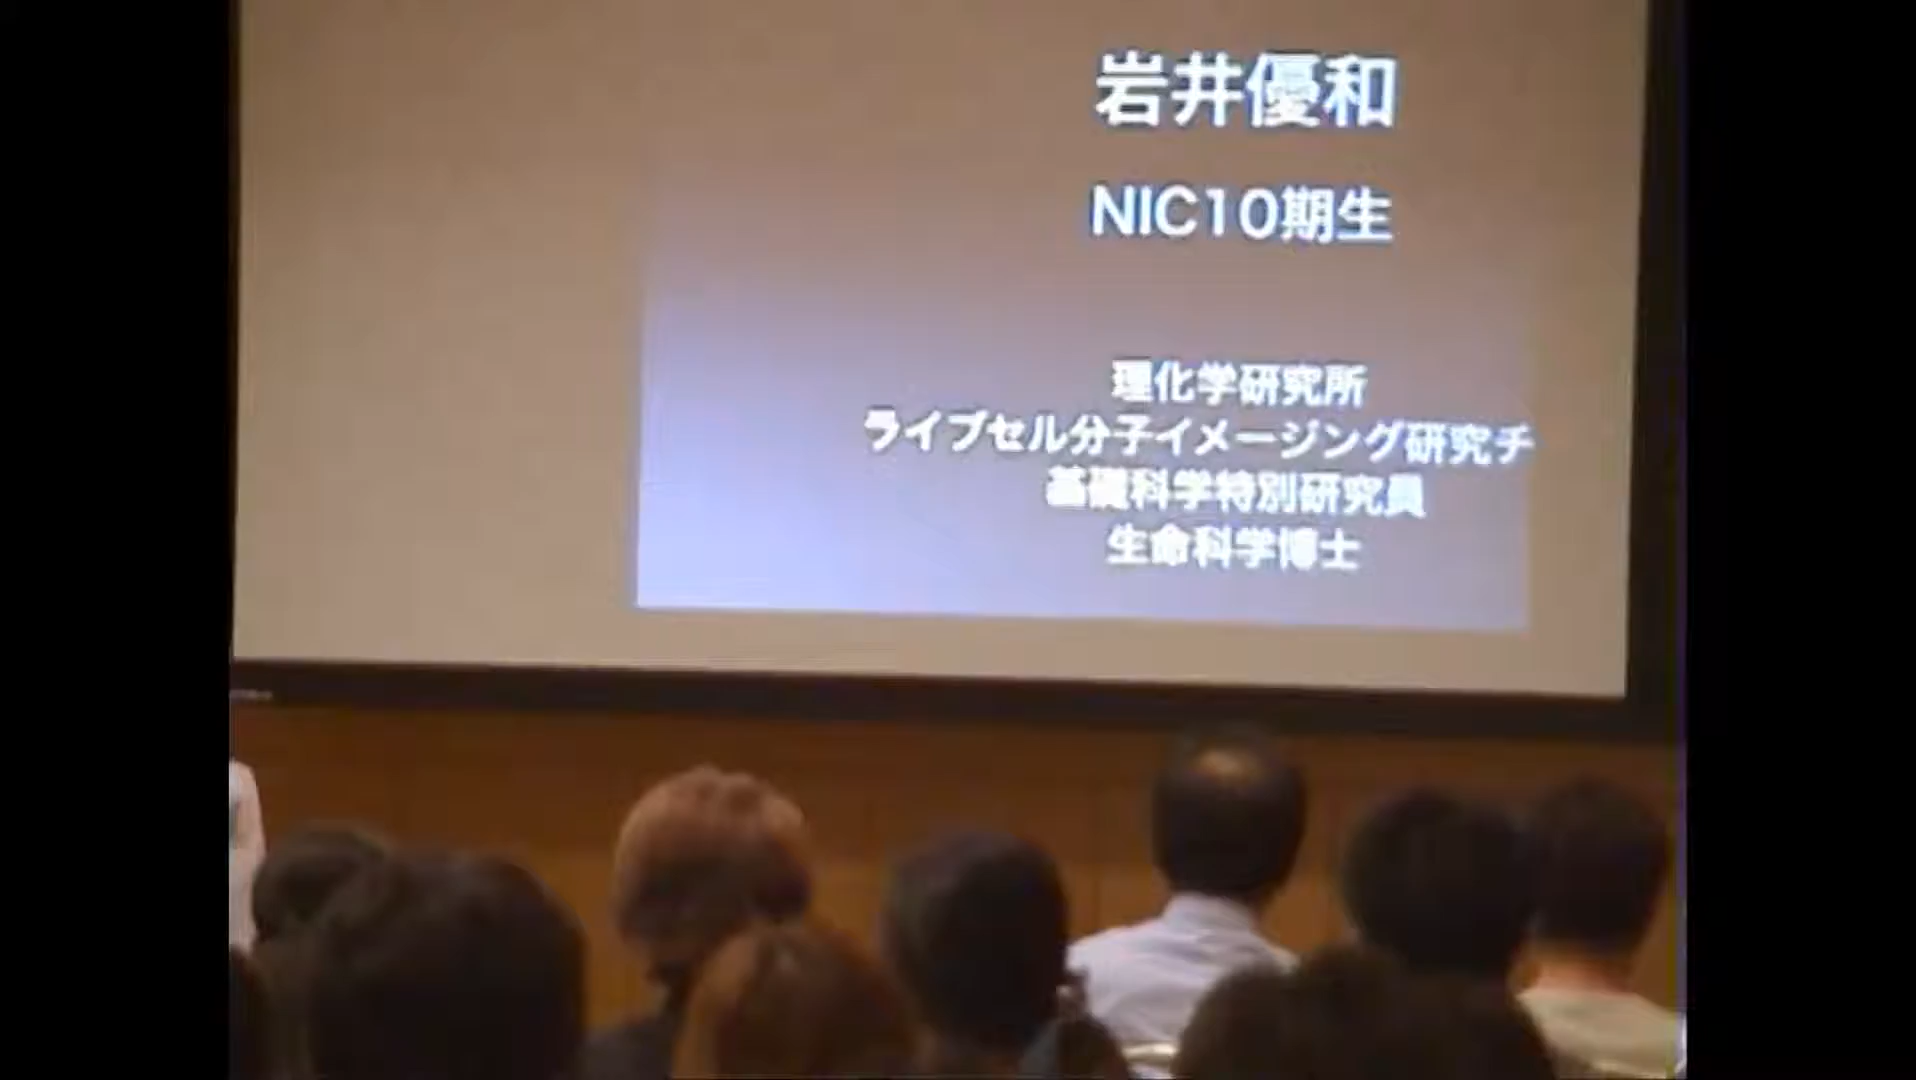 岩井優和
NIC10期生
理化学研究所
ライブセル分子イメージング研究チ
基礎科学特別研究員
生命科学博士